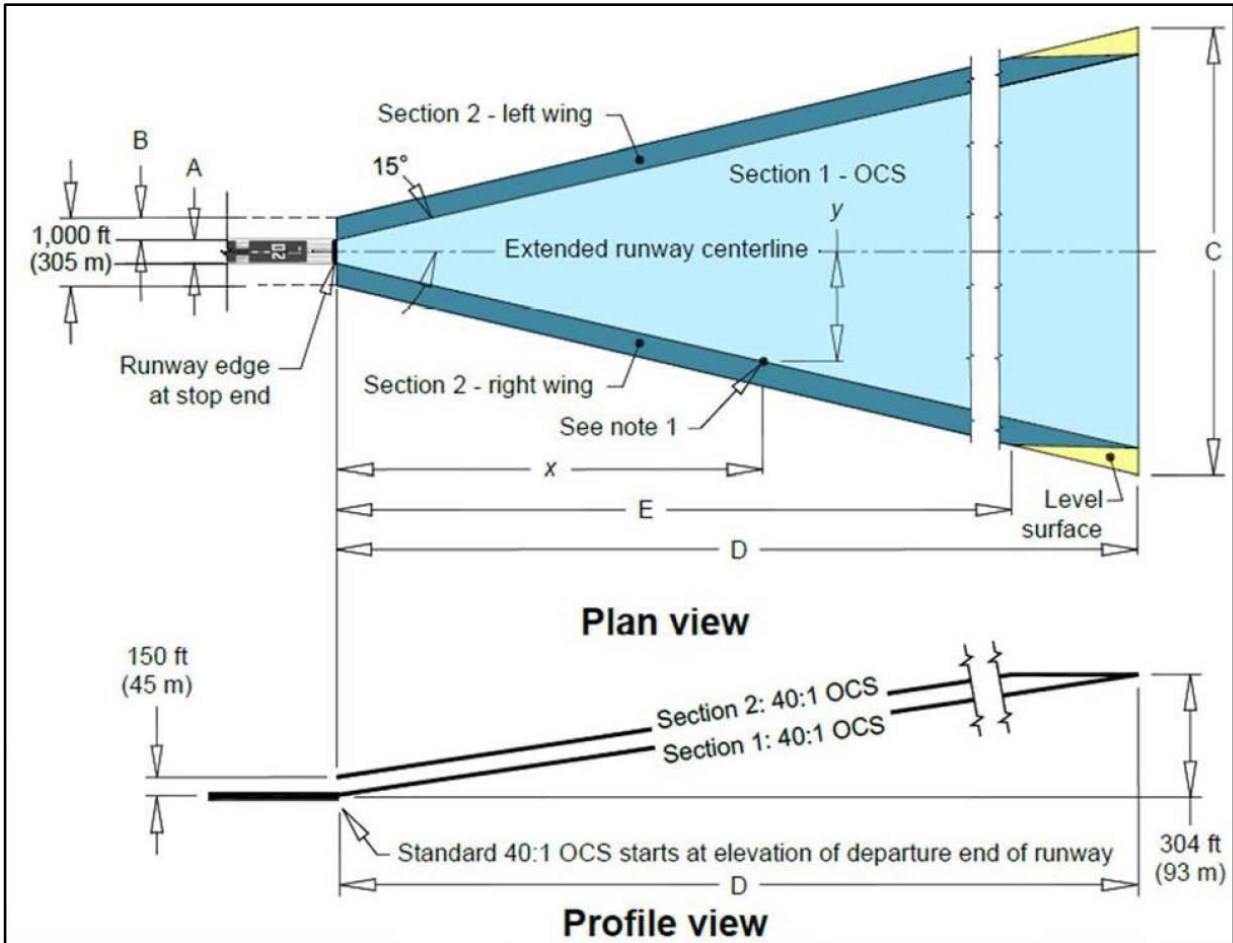 B
A
1,000 ft
(305 m)
15°
Section 2 - left wing
Section 1 - OCS
y
Extended runway centerline
C
20
Runway edge
at stop end
Section 2 - right wing
See note 1
x
E
Level
surface
D
Plan view
150 ft
(45 m)
Section 2: 40:1 OCS
Section 1: 40:1 OCS
Standard 40:1 OCS starts at elevation of departure end of runway
304 ft
(93 m)
D
Profile view